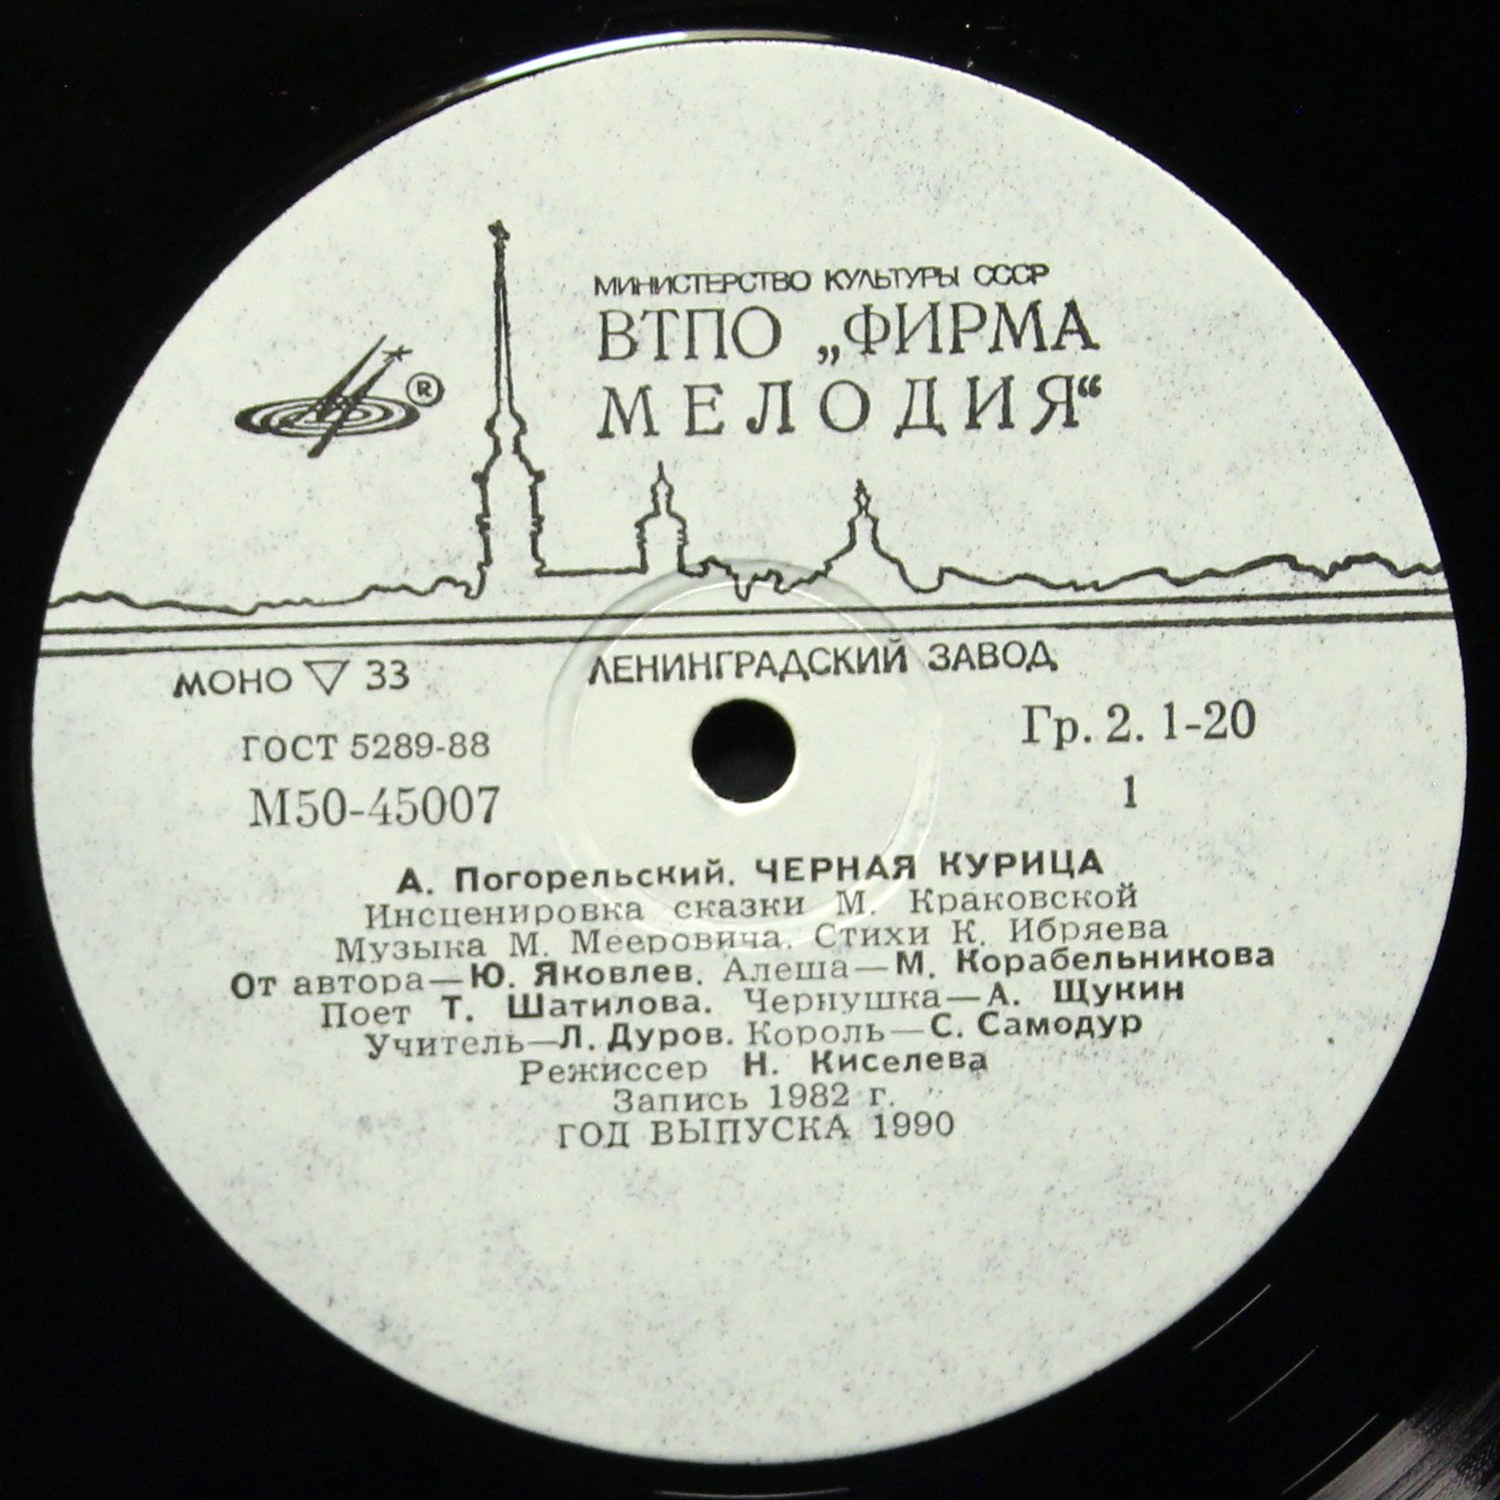 МИНИСТЕРСТВО КУЛЬТУРЫ СССР
ВТПО „ФИРМА
МЕЛОДИЯ“
®
ЛЕНИНГРАДСКИЙ ЗАВОД
МОНО ▽ 33
ГОСТ 5289-88
Гр. 2. 1-20
М50-45007
1
А. Погорельский. ЧЕРНАЯ КУРИЦА
Инсценировка сказки М. Краковской
Музыка М. Мееровича. Стихи К. Ибряева
От автора—Ю. Яковлев. Алеша—М. Корабельникова
Поет Т. Шатилова. Чернушка—А. Щукин
Учитель—Л. Дуров. Король—С. Самодур
Режиссер Н. Киселева
Запись 1982 г.
ГОД ВЫПУСКА 1990